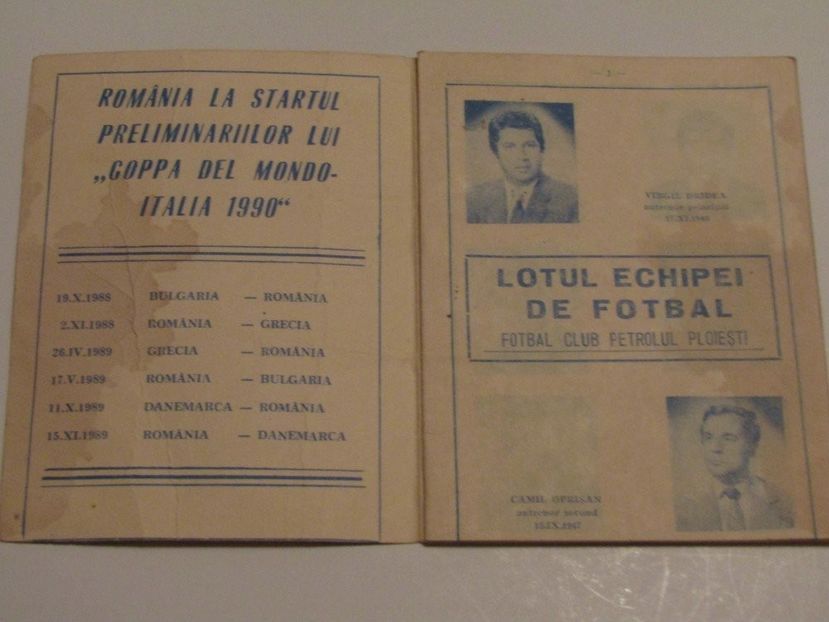 ROMÂNIA LA STARTUL
PRELIMINARIILOR LUI
„COPPA DEL MONDO-
ITALIA 1990“
19.X.1988 BULGARIA — ROMÂNIA
2.XI.1988 ROMÂNIA — GRECIA
26.IV.1989 GRECIA — ROMÂNIA
17.V.1989 ROMÂNIA — BULGARIA
11.X.1989 DANEMARCA — ROMÂNIA
15.XI.1989 ROMÂNIA — DANEMARCA
VIRGIL DRIDEA
antrenor principal
LOTUL ECHIPEI
DE FOTBAL
FOTBAL CLUB PETROLUL PLOIEȘTI
CAMIL OPRIȘAN
antrenor secund